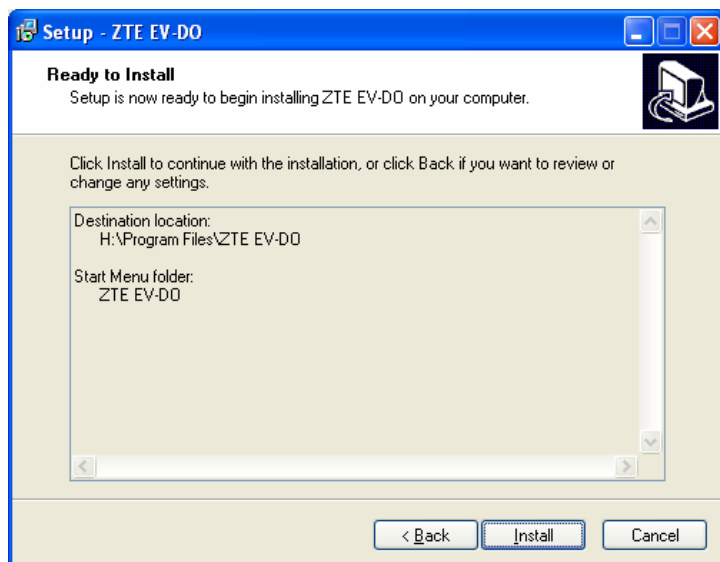 Setup - ZTE EV-DO
Ready to Install
Setup is now ready to begin installing ZTE EV-DO on your computer.
Click Install to continue with the installation, or click Back if you want to review or
change any settings.
Destination location:
H:\Program Files\ZTE EV-DO
Start Menu folder:
ZTE EV-DO
< Back
Install
Cancel